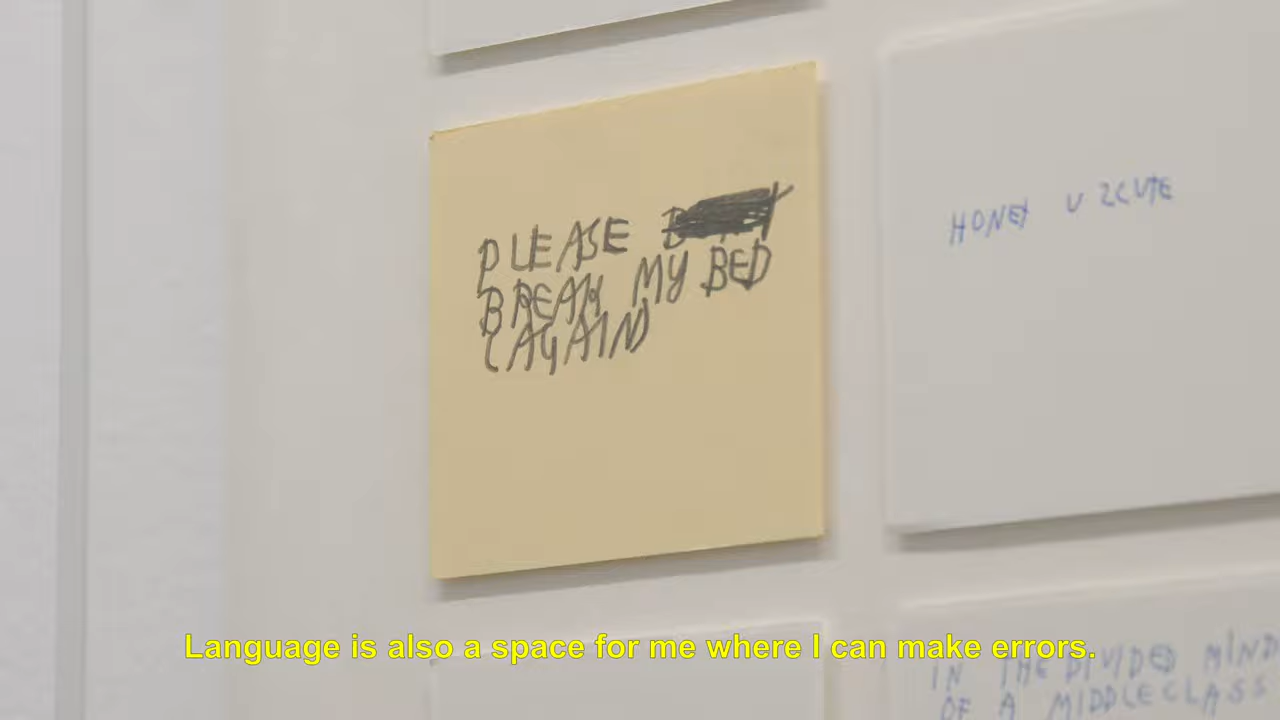 PLEASE
BREAK MY BED
(AGAIN)
HONEY U 2CUTE
IN THE DIVIDED MIND
OF A MIDDLECLASS
Language is also a space for me where I can make errors.